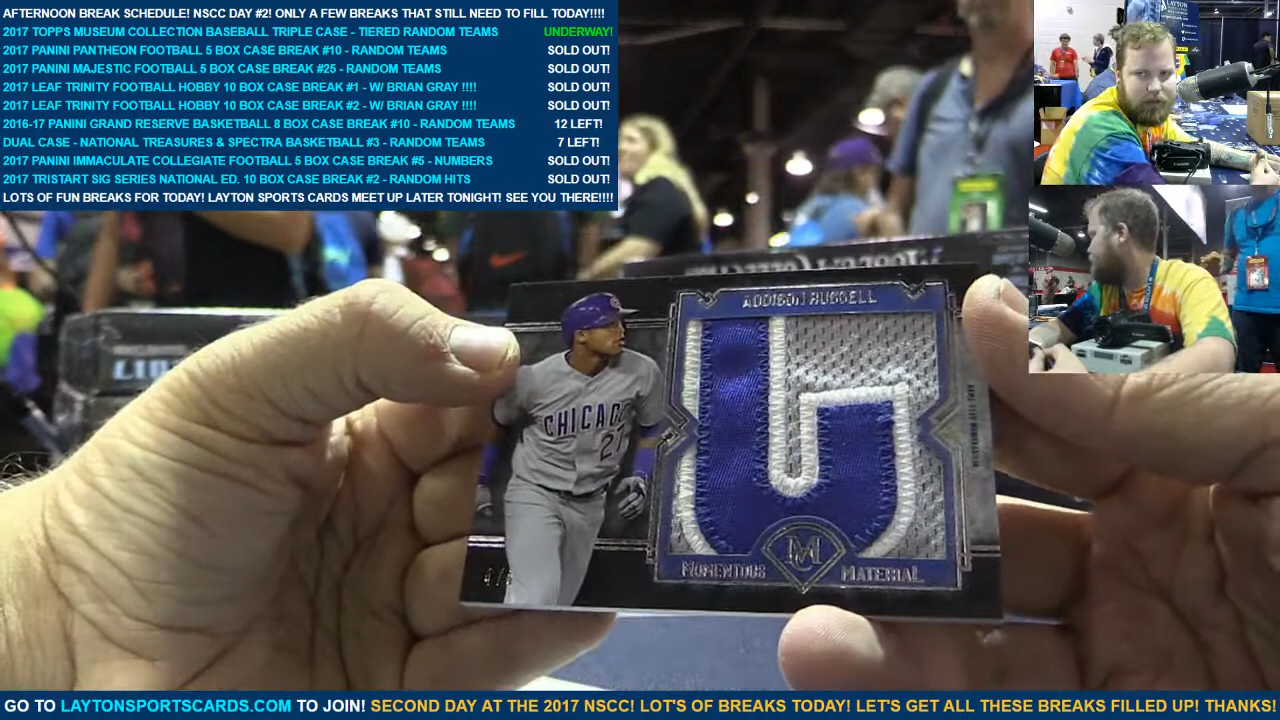 AFTERNOON BREAK SCHEDULE! NSCC DAY #2! ONLY A FEW BREAKS THAT STILL NEED TO FILL TODAY!!!!
2017 TOPPS MUSEUM COLLECTION BASEBALL TRIPLE CASE - TIERED RANDOM TEAMS UNDERWAY!
2017 PANINI PANTHEON FOOTBALL 5 BOX CASE BREAK #10 - RANDOM TEAMS SOLD OUT!
2017 PANINI MAJESTIC FOOTBALL 5 BOX CASE BREAK #25 - RANDOM TEAMS SOLD OUT!
2017 LEAF TRINITY FOOTBALL HOBBY 10 BOX CASE BREAK #1 - W/ BRIAN GRAY !!!! SOLD OUT!
2017 LEAF TRINITY FOOTBALL HOBBY 10 BOX CASE BREAK #2 - W/ BRIAN GRAY !!!! SOLD OUT!
2016-17 PANINI GRAND RESERVE BASKETBALL 8 BOX CASE BREAK #10 - RANDOM TEAMS 12 LEFT!
DUAL CASE - NATIONAL TREASURES & SPECTRA BASKETBALL #3 - RANDOM TEAMS 7 LEFT!
2017 PANINI IMMACULATE COLLEGIATE FOOTBALL 5 BOX CASE BREAK #5 - NUMBERS SOLD OUT!
2017 TRISTART SIG SERIES NATIONAL ED. 10 BOX CASE BREAK #2 - RANDOM HITS SOLD OUT!
LOTS OF FUN BREAKS FOR TODAY! LAYTON SPORTS CARDS MEET UP LATER TONIGHT! SEE YOU THERE!!!!
LAYTON
ADDISON RUSSELL
CHICAGO
27
M
MOMENTOUS MATERIAL
GO TO LAYTONSPORTSCARDS.COM TO JOIN! SECOND DAY AT THE 2017 NSCC! LOT'S OF BREAKS TODAY! LET'S GET ALL THESE BREAKS FILLED UP! THANKS!